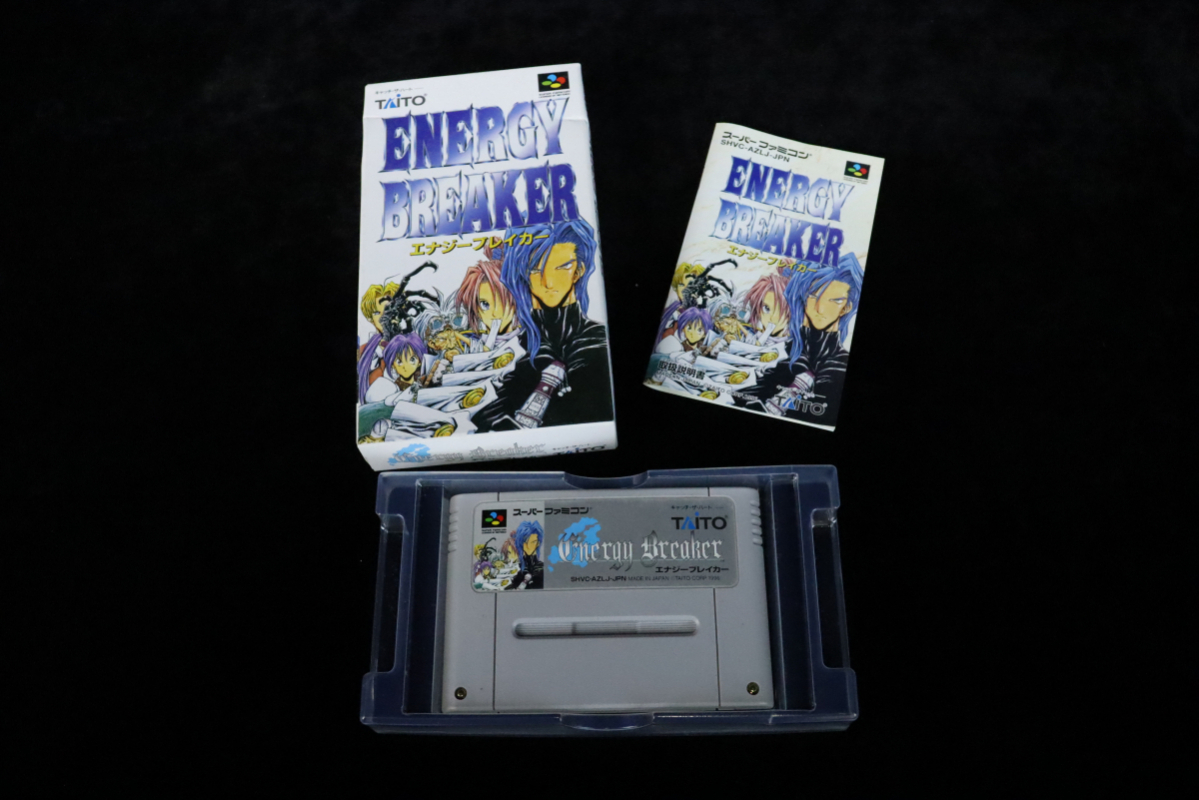 TAITO
ENERGY
BREAKER
エナジーブレイカー
Energy Breaker
TAITO
スーパーファミコン
SHVC-AZLJ-JPN
ENERGY
BREAKER
エナジーブレイカー
取扱説明書
TAITO
スーパーファミコン
TAITO
Energy Breaker
エナジーブレイカー
SHVC-AZLJ-JPN MADE IN JAPAN